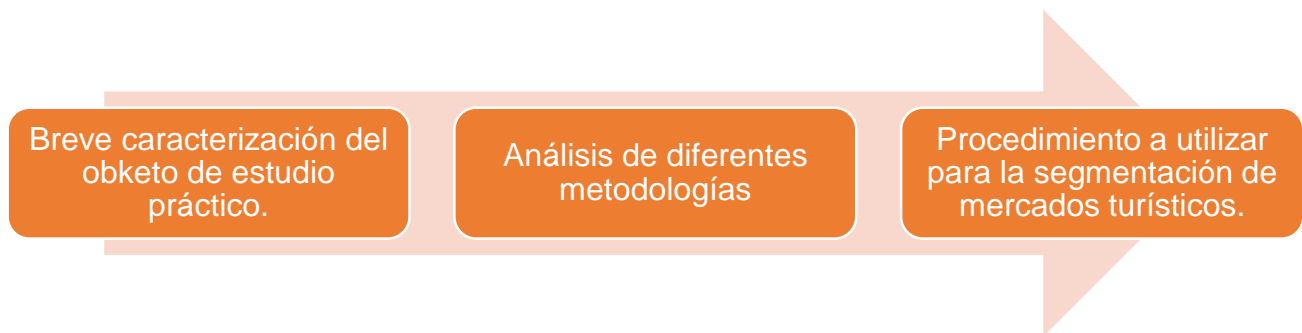 Breve caracterización del
obketo de estudio
práctico.
Análisis de diferentes
metodologías
Procedimiento a utilizar
para la segmentación de
mercados turísticos.